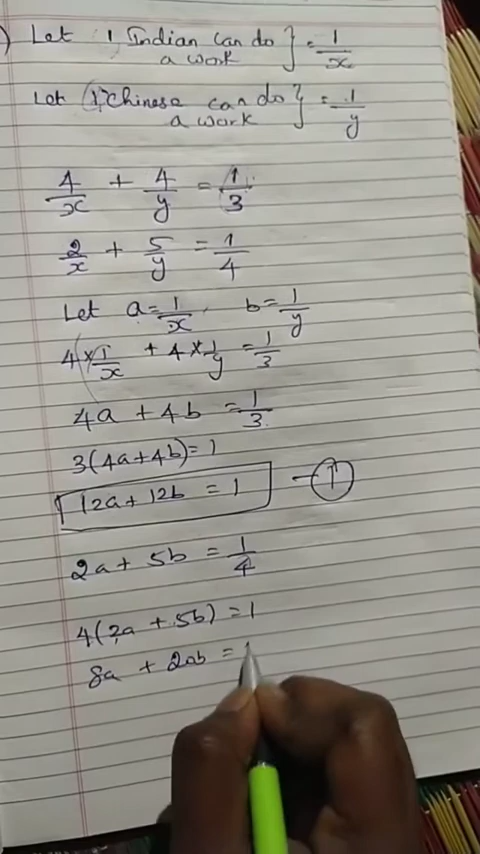 ) Let 1 Indian can do } = 1/x
a work
Let (1) Chinese can do } = 1/y
a work
4/x + 4/y = 1/3
2/x + 5/y = 1/4
Let a = 1/x , b = 1/y
4 × 1/x + 4 × 1/y = 1/3
4a + 4b = 1/3
3(4a+4b) = 1
12a + 12b = 1 — (1)
2a + 5b = 1/4
4(2a + 5b) = 1
8a + 20b =